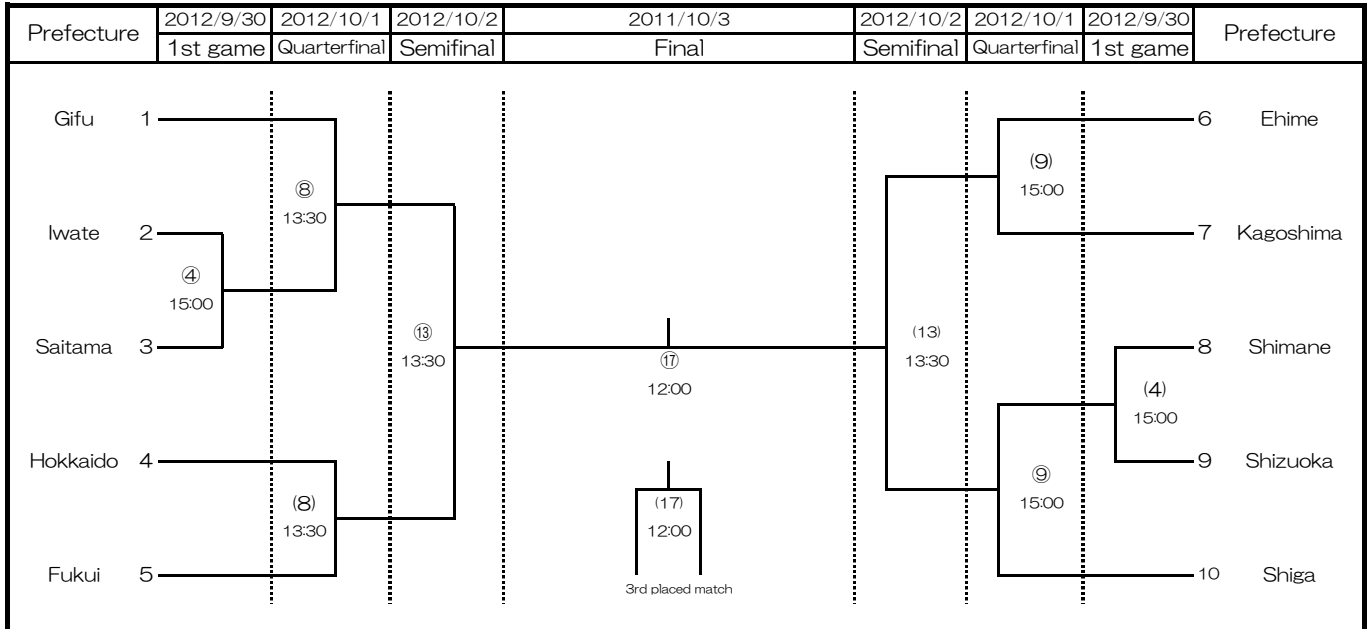 Prefecture 2012/9/30 2012/10/1 2012/10/2 2011/10/3 2012/10/2 2012/10/1 2012/9/30 Prefecture
1st game Quarterfinal Semifinal Final Semifinal Quarterfinal 1st game
Gifu 1 6 Ehime
(9)
⑧ 15:00
13:30
Iwate 2 7 Kagoshima
④
15:00
⑬ (13)
Saitama 3 8 Shimane
13:30 ⑰ 13:30
12:00 (4)
15:00
Hokkaido 4 9 Shizuoka
⑨
(8) (17) 15:00
13:30 12:00
Fukui 5 10 Shiga
3rd placed match